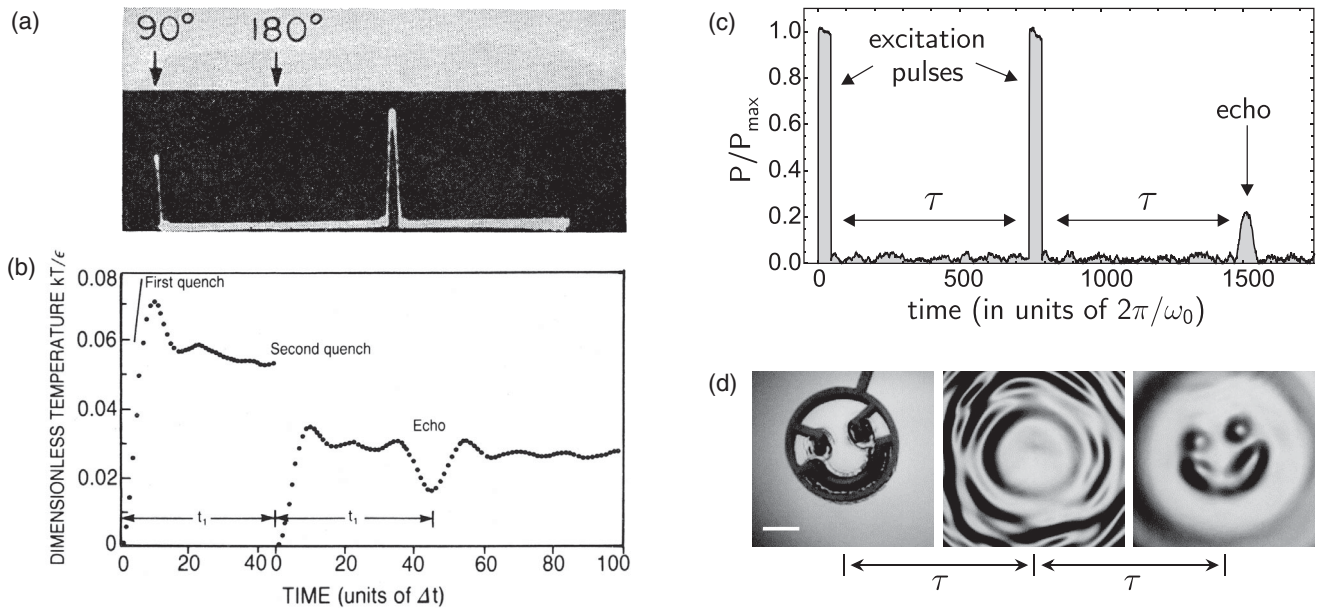 (a)
90° 180°
(b)
DIMENSIONLESS TEMPERATURE kT/ϵ
0.08
0.06
0.04
0.02
0
First quench
Second quench
Echo
t₁ t₁
0 20 40 0 20 40 60 80 100
TIME (units of Δt)
(c)
P/Pmax
1.0
0.8
0.6
0.4
0.2
0.0
excitation
pulses
echo
τ τ
0 500 1000 1500
time (in units of 2π/ω₀)
(d)
τ τ